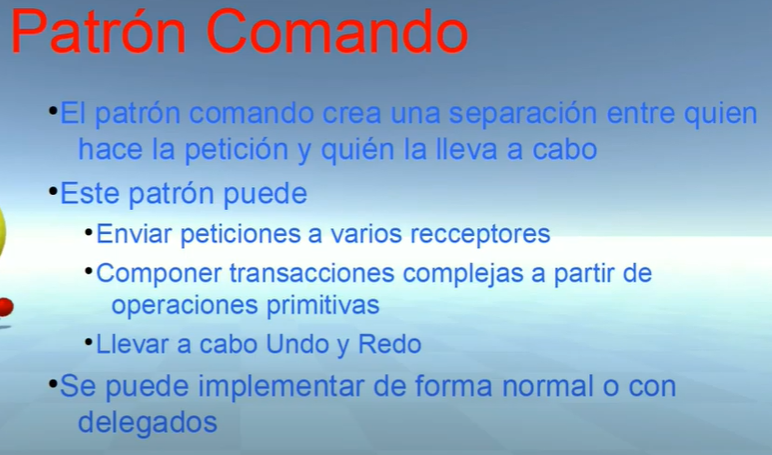 Patrón Comando
•El patrón comando crea una separación entre quien
hace la petición y quién la lleva a cabo
•Este patrón puede
•Enviar peticiones a varios recceptores
•Componer transacciones complejas a partir de
operaciones primitivas
•Llevar a cabo Undo y Redo
•Se puede implementar de forma normal o con
delegados